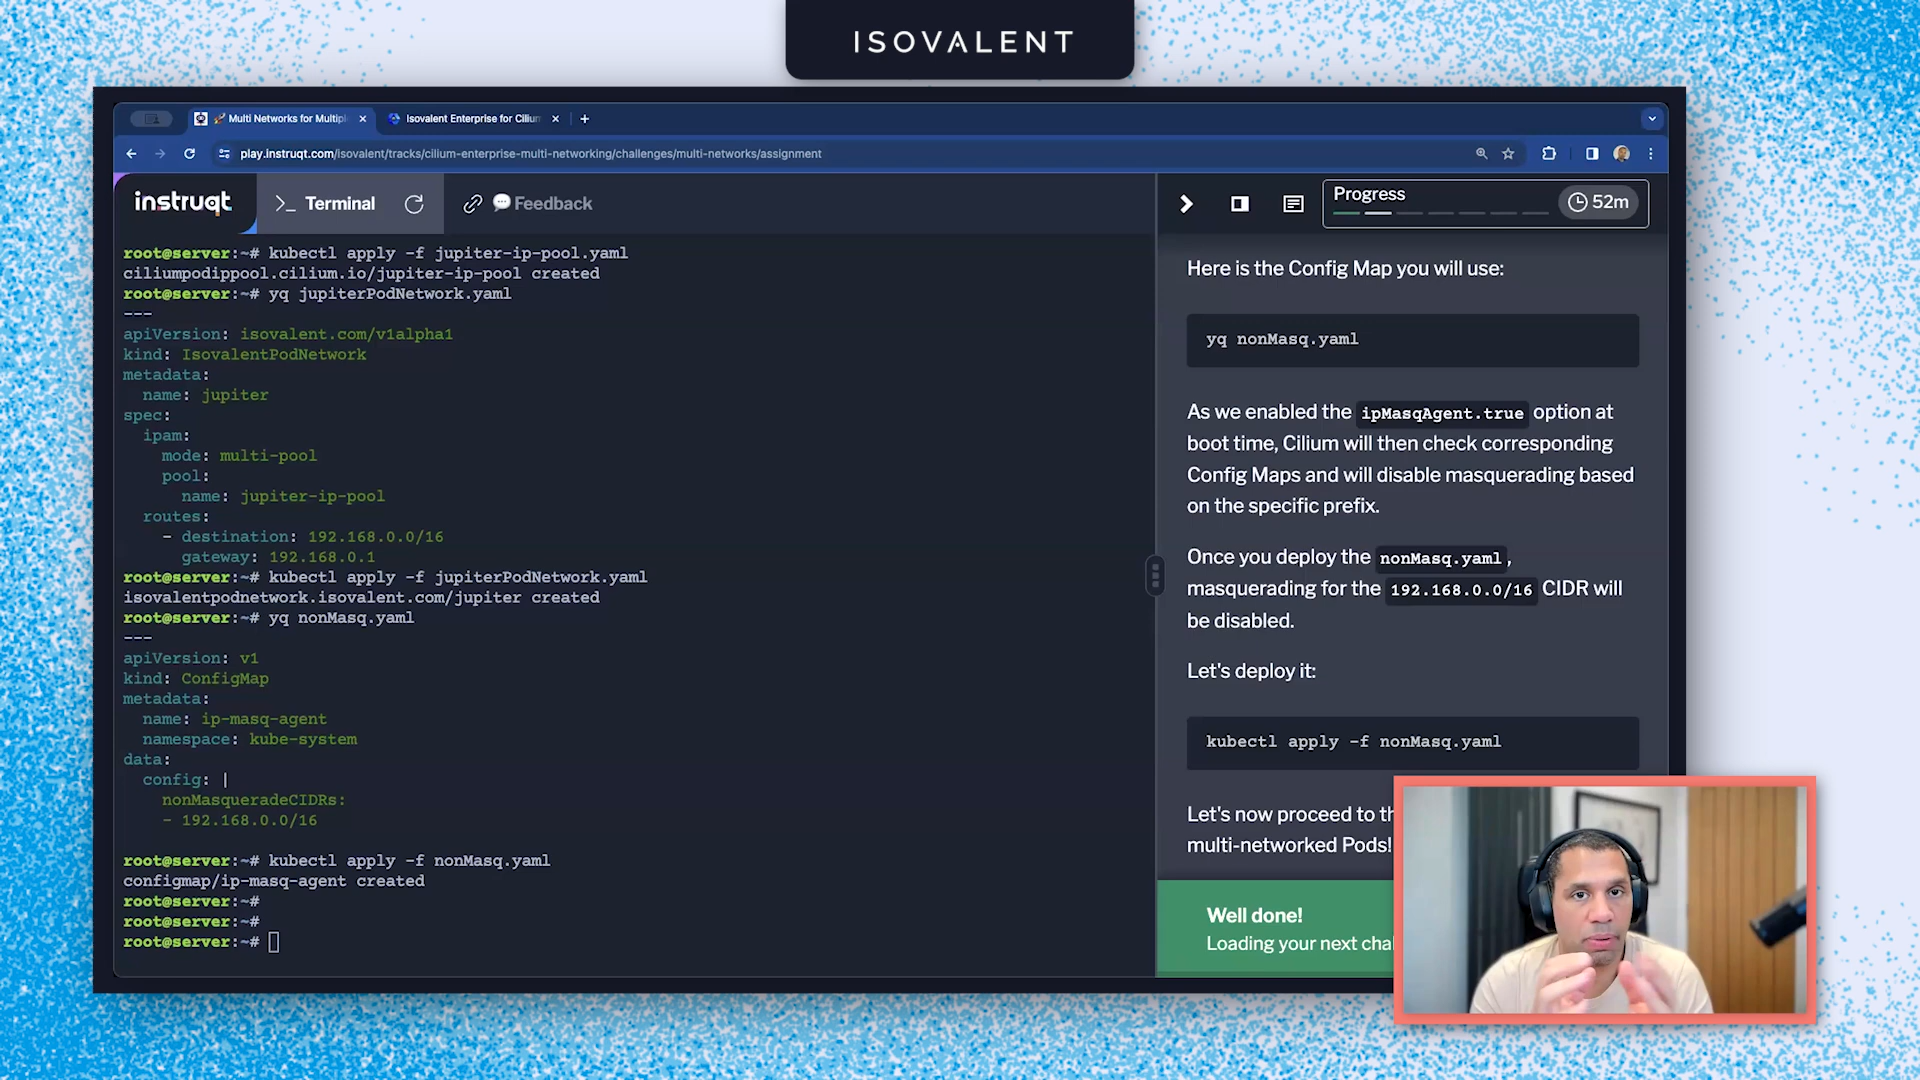 ISOVALENT
Multi Networks for Multipl
Isovalent Enterprise for Cilium
play.instruqt.com/isovalent/tracks/cilium-enterprise-multi-networking/challenges/multi-networks/assignment
instruqt
>_ Terminal
Feedback
Progress
52m
root@server:~# kubectl apply -f jupiter-ip-pool.yaml
ciliumpodippool.cilium.io/jupiter-ip-pool created
root@server:~# yq jupiterPodNetwork.yaml
---
apiVersion: isovalent.com/v1alpha1
kind: IsovalentPodNetwork
metadata:
  name: jupiter
spec:
  ipam:
    mode: multi-pool
    pool:
      name: jupiter-ip-pool
  routes:
    - destination: 192.168.0.0/16
      gateway: 192.168.0.1
root@server:~# kubectl apply -f jupiterPodNetwork.yaml
isovalentpodnetwork.isovalent.com/jupiter created
root@server:~# yq nonMasq.yaml
---
apiVersion: v1
kind: ConfigMap
metadata:
  name: ip-masq-agent
  namespace: kube-system
data:
  config: |
    nonMasqueradeCIDRs:
    - 192.168.0.0/16
root@server:~# kubectl apply -f nonMasq.yaml
configmap/ip-masq-agent created
root@server:~#
root@server:~#
root@server:~#
Here is the Config Map you will use:
yq nonMasq.yaml
As we enabled the ipMasqAgent.true option at
boot time, Cilium will then check corresponding
Config Maps and will disable masquerading based
on the specific prefix.
Once you deploy the nonMasq.yaml,
masquerading for the 192.168.0.0/16 CIDR will
be disabled.
Let's deploy it:
kubectl apply -f nonMasq.yaml
Let's now proceed to th
multi-networked Pods!
Well done!
Loading your next chal